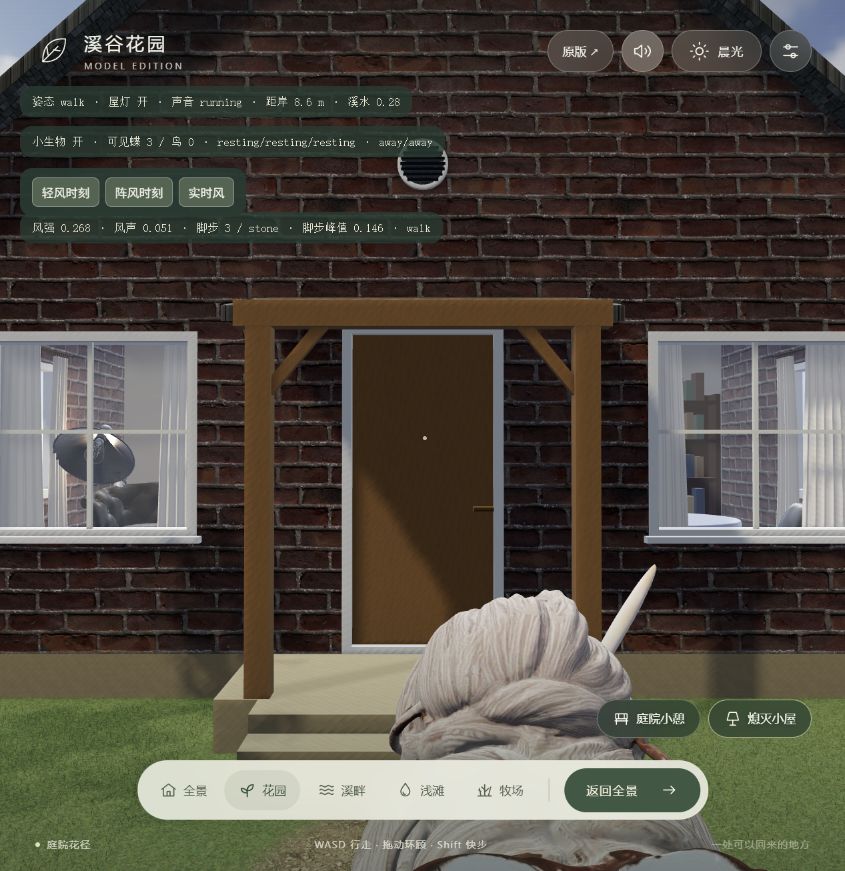 溪谷花园
MODEL EDITION
原版 ↗
晨光
姿态 walk · 屋灯 开 · 声音 running · 距岸 8.6 m · 溪水 0.28
小生物 开 · 可见蝶 3 / 鸟 0 · resting/resting/resting · away/away
轻风时刻 阵风时刻 实时风
风强 0.268 · 风声 0.051 · 脚步 3 / stone · 脚步峰值 0.146 · walk
庭院小憩 熄灭小屋
全景 花园 溪畔 浅滩 牧场 返回全景 →
庭院花径
WASD 行走 · 拖动环顾 · Shift 快步
一处可以回来的地方